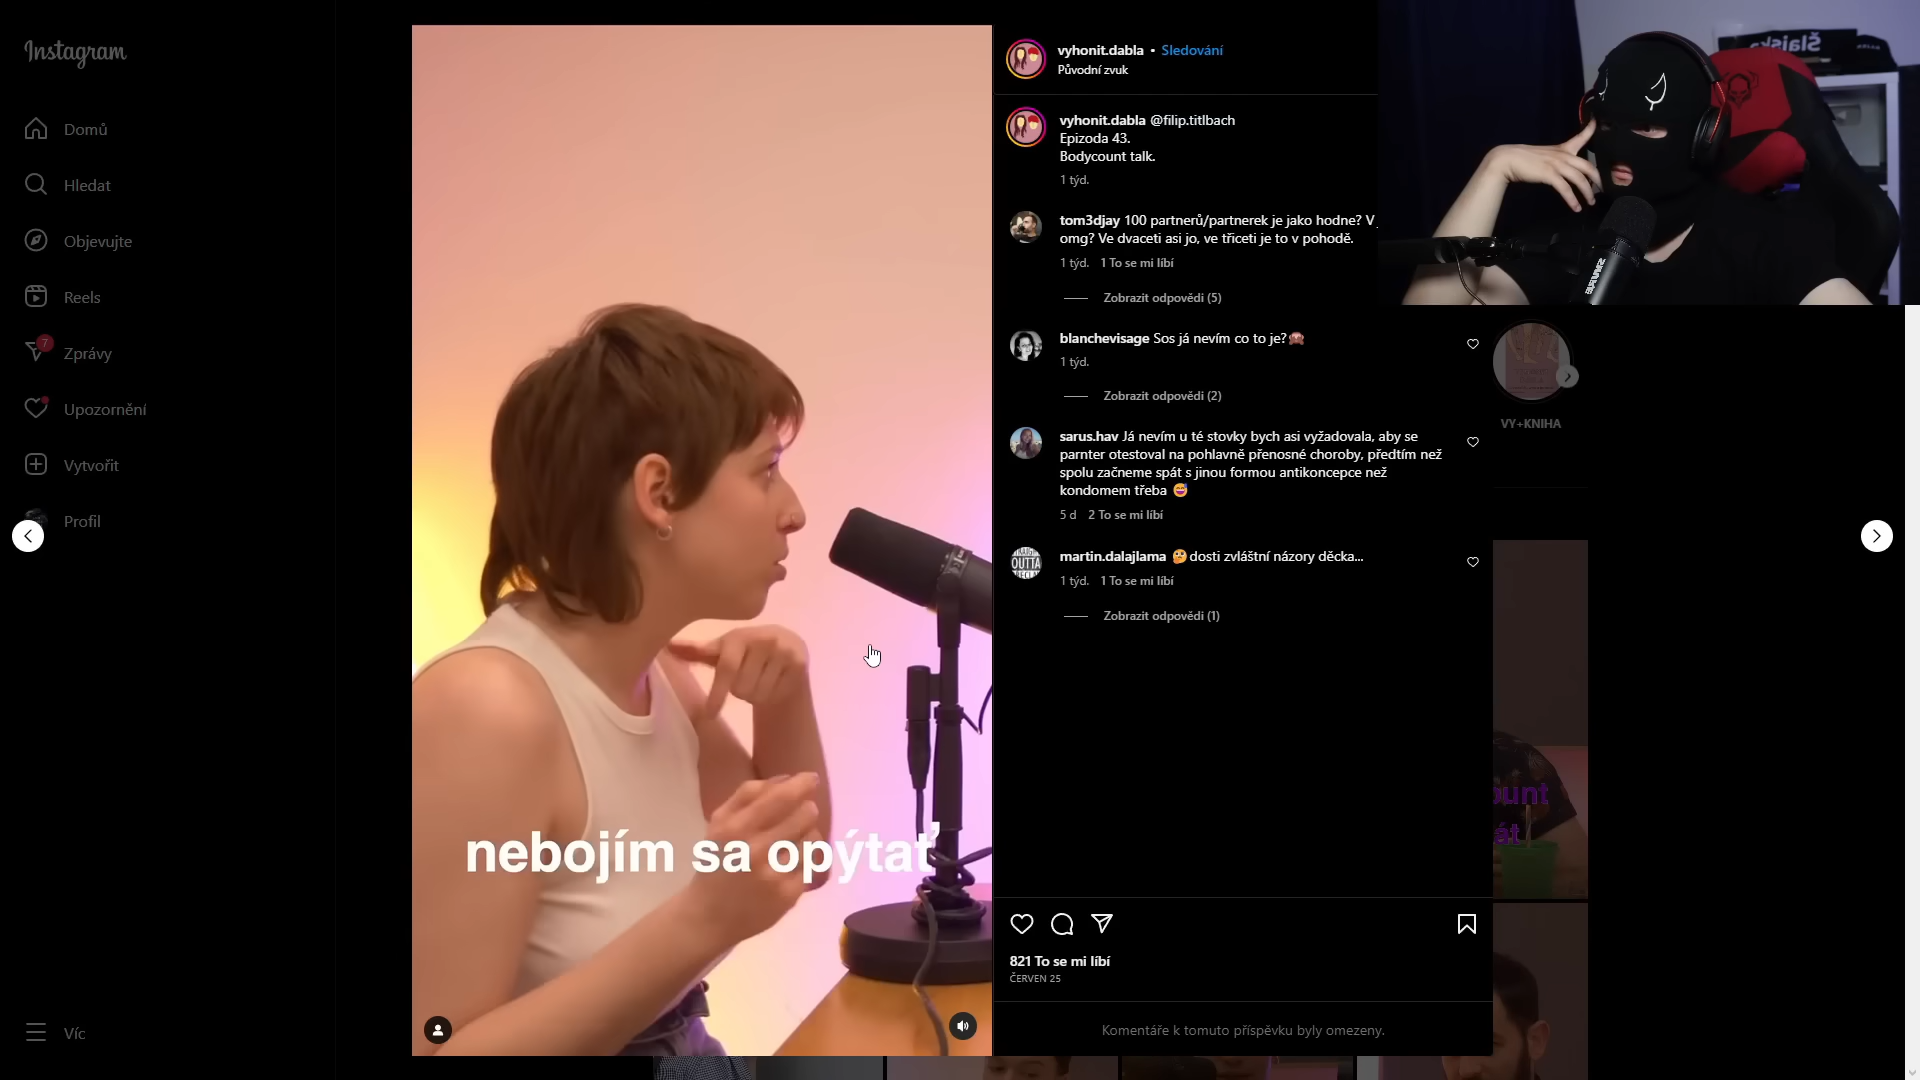 Instagram
Domů
Hledat
Objevujte
Reels
7
Zprávy
Upozornění
Vytvořit
Profil
Víc
nebojím sa opýtať
vyhonit.dabla • Sledování
Původní zvuk
vyhonit.dabla @filip.titlbach
Epizoda 43.
Bodycount talk.
1 týd.
tom3djay 100 partnerů/partnerek je jako hodne? V
omg? Ve dvaceti asi jo, ve třiceti je to v pohodě.
1 týd. 1 To se mi líbí
Zobrazit odpovědi (5)
blanchevisage Sos já nevím co to je?🙈
1 týd.
Zobrazit odpovědi (2)
sarus.hav Já nevím u té stovky bych asi vyžadovala, aby se
parnter otestoval na pohlavně přenosné choroby, předtím než
spolu začneme spát s jinou formou antikoncepce než
kondomem třeba 😅
5 d 2 To se mi líbí
OUTTA
martin.dalajlama 🤔dosti zvláštní názory děcka...
1 týd. 1 To se mi líbí
Zobrazit odpovědi (1)
821 To se mi líbí
ČERVEN 25
Komentáře k tomuto příspěvku byly omezeny.
VY+KNIHA